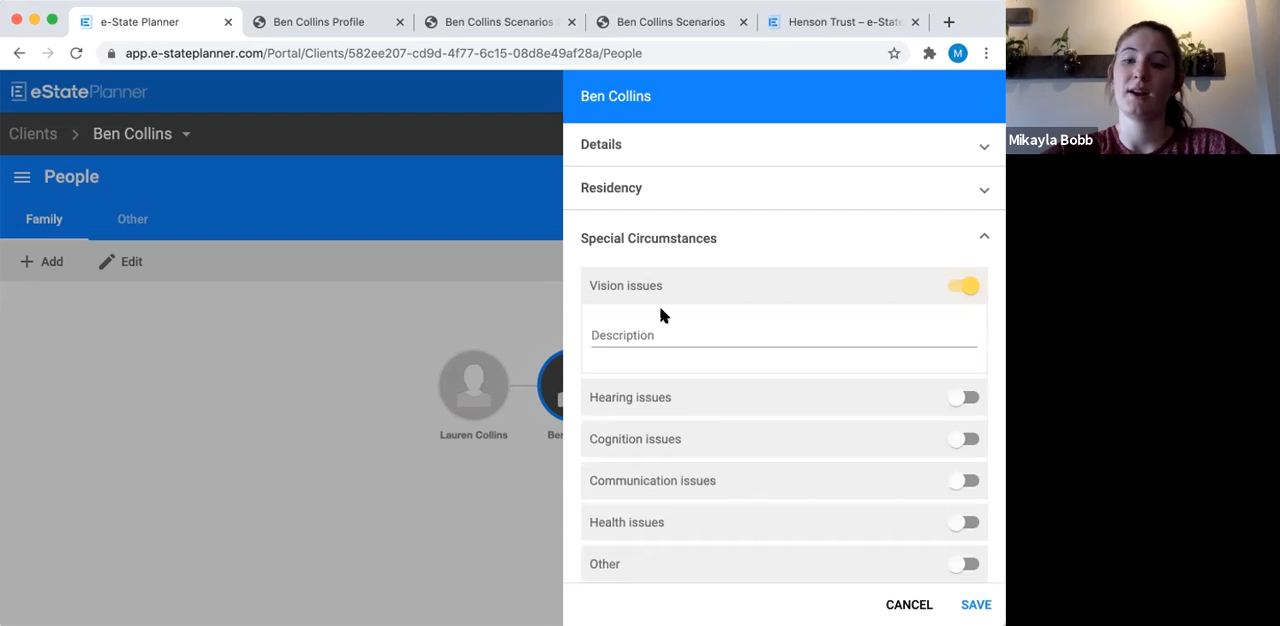 e-State Planner
Ben Collins Profile
Ben Collins Scenarios
Ben Collins Scenarios
Henson Trust – e-State
app.e-stateplanner.com/Portal/Clients/582ee207-cd9d-4f77-6c15-08d8e49af28a/People
M
eStatePlanner
Clients > Ben Collins
People
Family
Other
Add
Edit
Lauren Collins
Ben
Ben Collins
Details
Residency
Special Circumstances
Vision issues
Description
Hearing issues
Cognition issues
Communication issues
Health issues
Other
CANCEL
SAVE
Mikayla Bobb